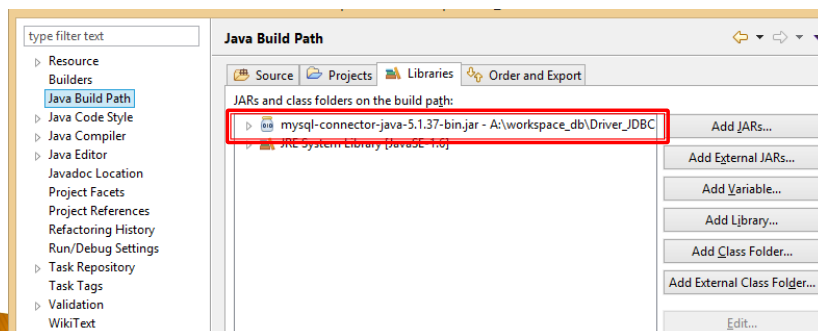 type filter text
Resource
Builders
Java Build Path
Java Code Style
Java Compiler
Java Editor
Javadoc Location
Project Facets
Project References
Refactoring History
Run/Debug Settings
Task Repository
Task Tags
Validation
WikiText
Java Build Path
Source Projects Libraries Order and Export
JARs and class folders on the build path:
mysql-connector-java-5.1.37-bin.jar - A:\workspace_db\Driver_JDBC
JRE System Library [JavaSE-1.6]
Add JARs...
Add External JARs...
Add Variable...
Add Library...
Add Class Folder...
Add External Class Folder...
Edit...